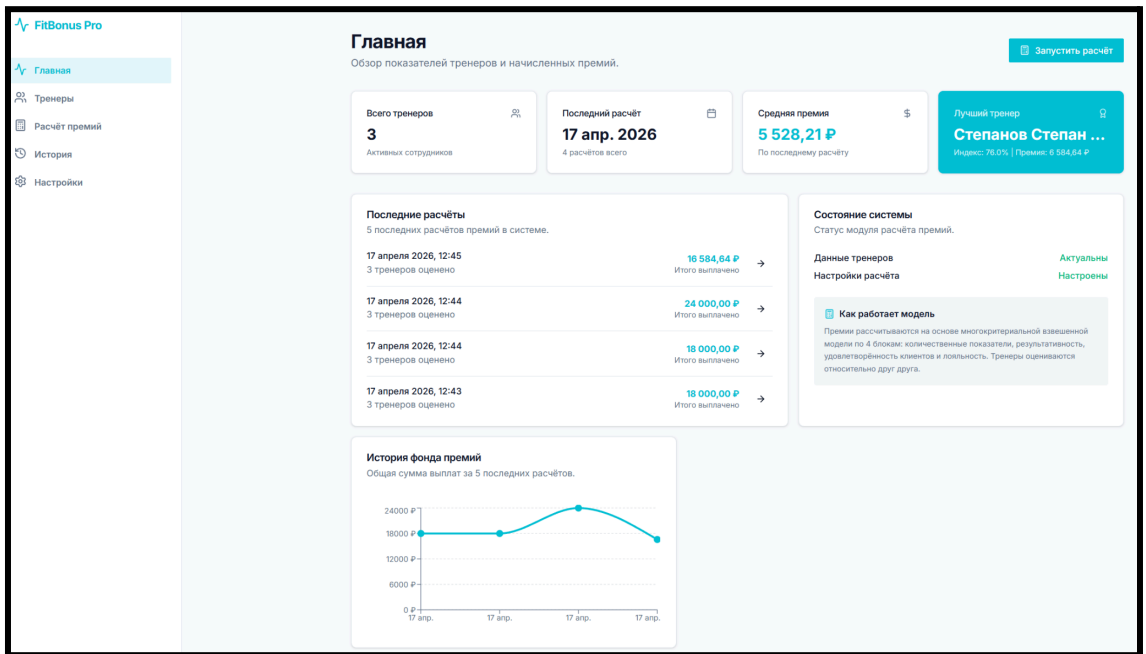 FitBonus Pro
Главная
Тренеры
Расчёт премий
История
Настройки
Главная
Обзор показателей тренеров и начисленных премий.
Запустить расчёт
Всего тренеров
3
Активных сотрудников
Последний расчёт
17 апр. 2026
4 расчётов всего
Средняя премия
5 528,21 ₽
По последнему расчёту
Лучший тренер
Степанов Степан ...
Индекс: 76.0% | Премия: 6 584,64 ₽
Последние расчёты
5 последних расчётов премий в системе.
17 апреля 2026, 12:45
3 тренеров оценено
16 584,64 ₽
Итого выплачено
17 апреля 2026, 12:44
3 тренеров оценено
24 000,00 ₽
Итого выплачено
17 апреля 2026, 12:44
3 тренеров оценено
18 000,00 ₽
Итого выплачено
17 апреля 2026, 12:43
3 тренеров оценено
18 000,00 ₽
Итого выплачено
Состояние системы
Статус модуля расчёта премий.
Данные тренеров
Актуальны
Настройки расчёта
Настроены
Как работает модель
Премии рассчитываются на основе многокритериальной взвешенной
модели по 4 блокам: количественные показатели, результативность,
удовлетворённость клиентов и лояльность. Тренеры оцениваются
относительно друг друга.
История фонда премий
Общая сумма выплат за 5 последних расчётов.
24000 ₽
18000 ₽
12000 ₽
6000 ₽
0 ₽
17 апр.
17 апр.
17 апр.
17 апр.